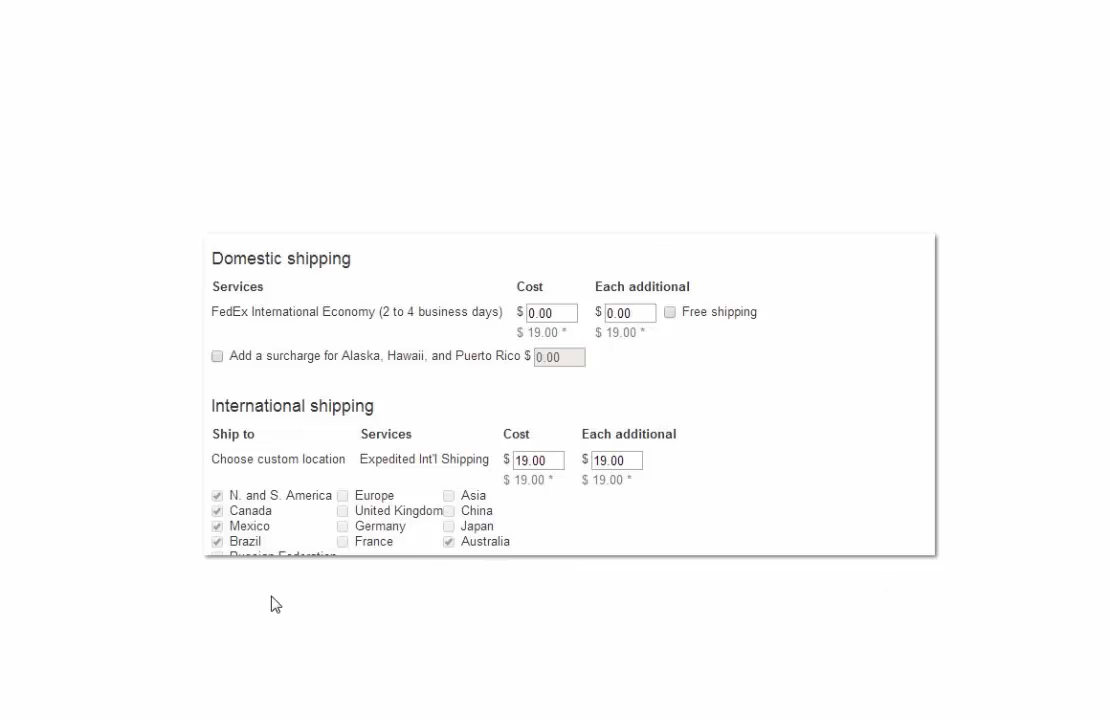 Domestic shipping
Services Cost Each additional
FedEx International Economy (2 to 4 business days) $ 0.00 $ 0.00 Free shipping
$ 19.00 * $ 19.00 *
Add a surcharge for Alaska, Hawaii, and Puerto Rico $ 0.00
International shipping
Ship to Services Cost Each additional
Choose custom location Expedited Int'l Shipping $ 19.00 $ 19.00
$ 19.00 * $ 19.00 *
N. and S. America Europe Asia
Canada United Kingdom China
Mexico Germany Japan
Brazil France Australia
Russian Federation